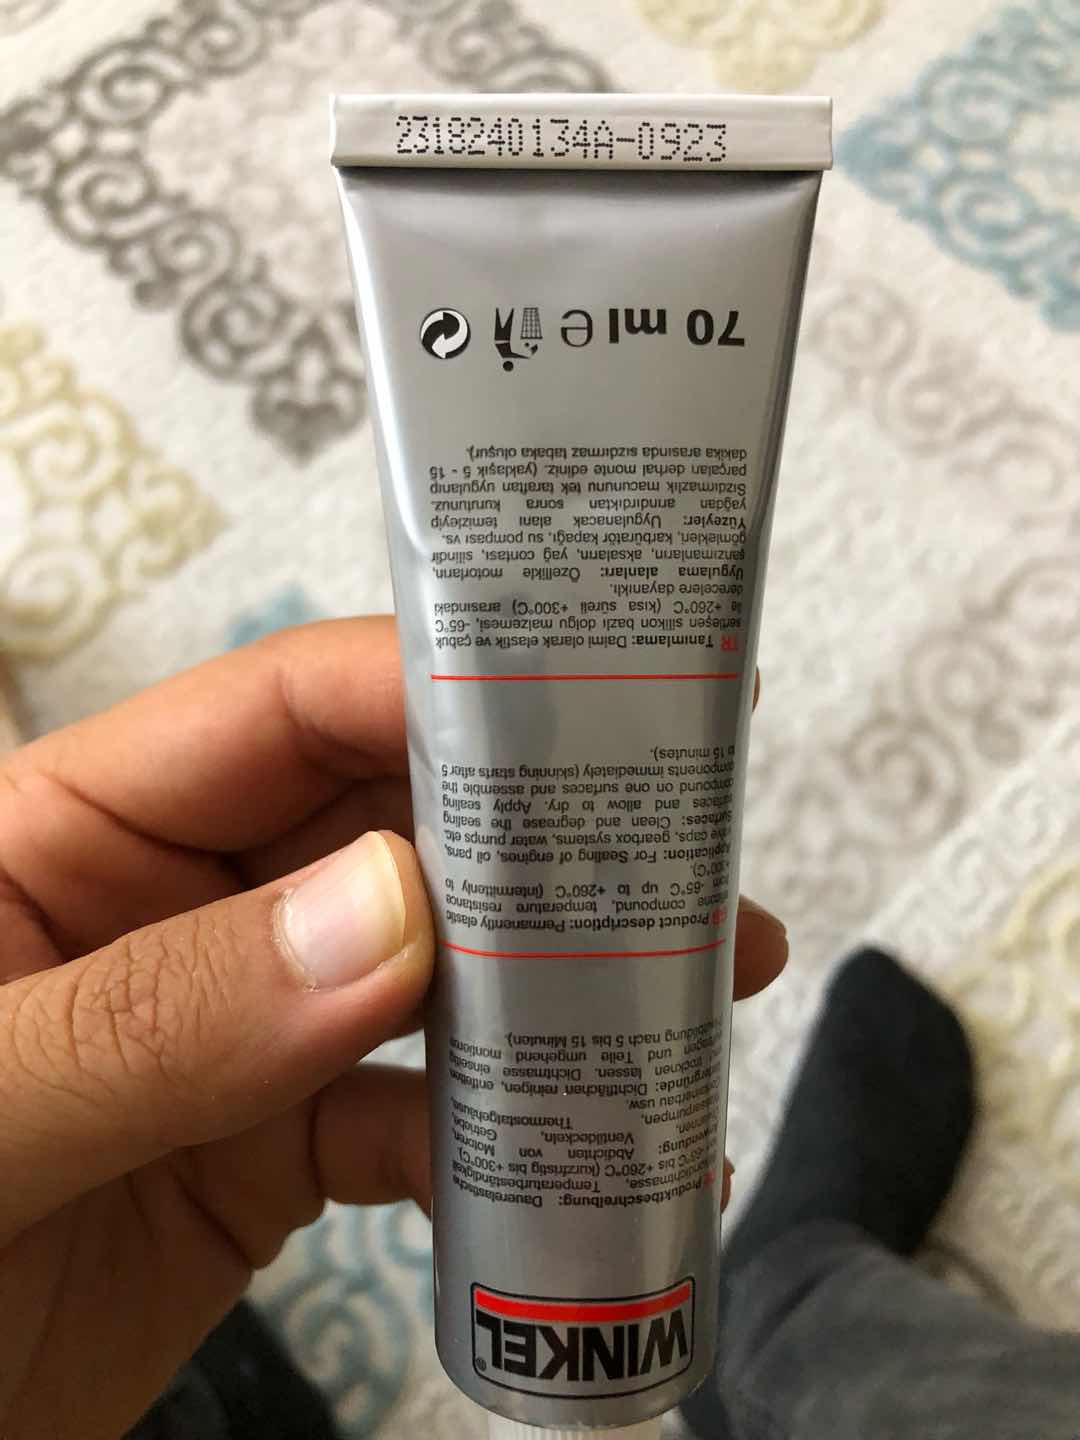 2318240134A-0923
WINKEL®
Produktbeschreibung: Dauerelastische
Temperaturbeständigkeit
-65°C bis +260°C (kurzfristig bis +300°C).
Anwendung: Abdichten von Motoren,
Ventildeckeln, Getriebe,
Wasserpumpen, Thermostatgehäuse,
Containerbau usw.
Dichtflächen reinigen, entfetten,
und trocknen lassen. Dichtmasse einseitig
auftragen und Teile umgehend montieren
(Hautbildung nach 5 bis 15 Minuten).
GB Product description: Permanently elastic
silicone compound, temperature resistance
from -65°C up to +260°C (intermittently to
+300°C).
Application: For Sealing of engines, oil pans,
valve caps, gearbox systems, water pumps etc.
Surfaces: Clean and degrease the sealing
surfaces and allow to dry. Apply sealing
compound on one surfaces and assemble the
components immediately (skinning starts after 5
to 15 minutes).
TR Tanımlama: Daimi olarak elastik ve çabuk
sertleşen silikon bazlı dolgu malzemesi, -65°C
ile +260°C (kısa süreli +300°C) arasındaki
derecelere dayanıklı.
Uygulama alanları: Özellikle motorların,
şanzımanların, aksaların, yağ contası, silindir
gömlekleri, karbüratör kapağı, su pompası vs.
Yüzeyler: Uygulanacak alanı temizleyip
yağdan arındırdıktan sonra kurutunuz.
Sızdırmazlık macununu tek taraftan uygulanıp
parçaları derhal monte ediniz. (yaklaşık 5 - 15
dakika arasında sızdırmaz tabaka oluşur).
70 ml ℮